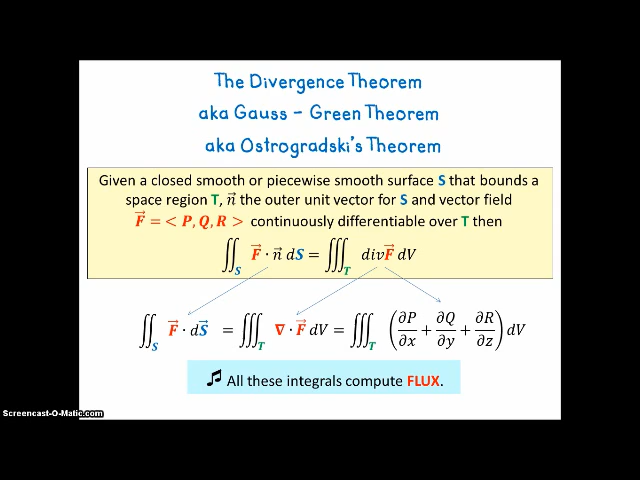 The Divergence Theorem
aka Gauss – Green Theorem
aka Ostrogradski's Theorem
Given a closed smooth or piecewise smooth surface S that bounds a
space region T, n⃗ the outer unit vector for S and vector field
F⃗ = < P, Q, R > continuously differentiable over T then
∬_S F⃗ · n⃗ dS = ∭_T divF⃗ dV
∬_S F⃗ · dS⃗ = ∭_T ∇ · F⃗ dV = ∭_T (∂P/∂x + ∂Q/∂y + ∂R/∂z) dV
🎵 All these integrals compute FLUX.
Screencast-O-Matic.com